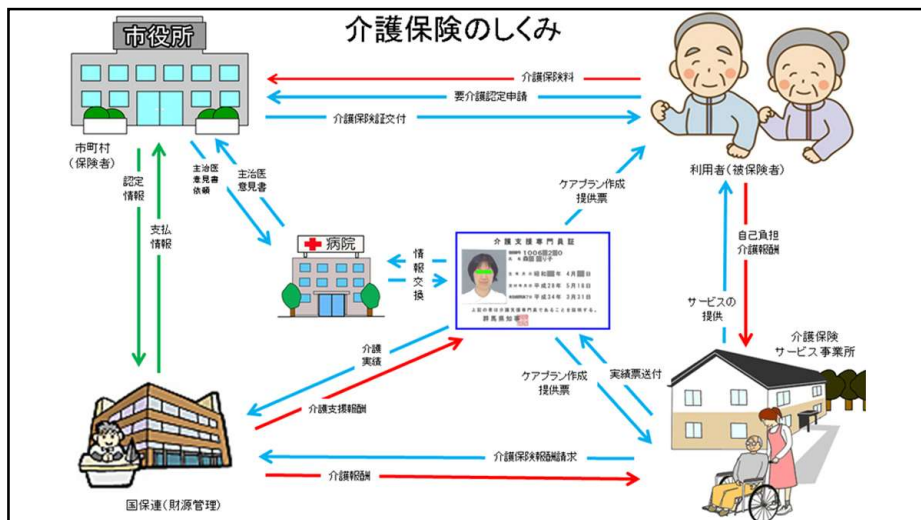 介護保険のしくみ
市役所
介護保険料
要介護認定申請
介護保険証交付
市町村
（保険者）
利用者（被保険者）
認定
情報
支払
情報
主治医
意見書
依頼
主治医
意見書
病院
情報
交換
ケアプラン作成
提供票
介護支援専門員証
群馬県知事
自己負担
介護報酬
サービスの
提供
介護保険
サービス事業所
介護
実績
介護支援報酬
ケアプラン作成
提供票
実績票送付
介護保険報酬請求
介護報酬
国保連（財源管理）